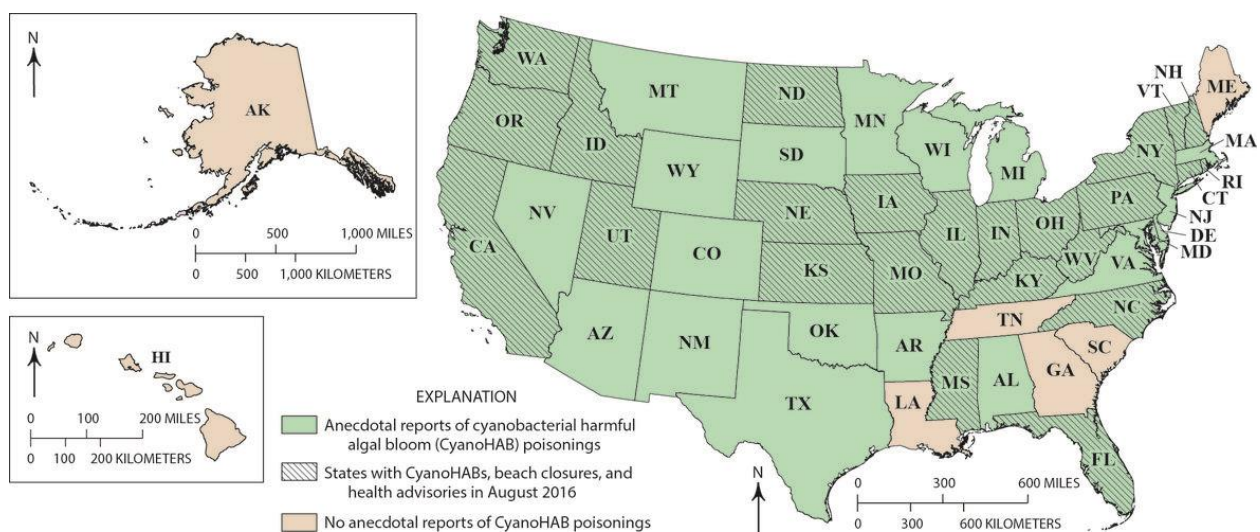 N
AK
0 500 1,000 MILES
0 500 1,000 KILOMETERS
N
HI
0 100 200 MILES
0 100 200 KILOMETERS
WA
MT
ND
MN
VT
NH
ME
OR
ID
SD
WI
MI
NY
MA
RI
CT
WY
NE
IA
PA
NJ
DE
MD
CA
NV
UT
CO
KS
MO
IL
IN
OH
WV
VA
KY
AZ
NM
OK
AR
TN
NC
SC
TX
LA
MS
AL
GA
FL
EXPLANATION
Anecdotal reports of cyanobacterial harmful
algal bloom (CyanoHAB) poisonings
States with CyanoHABs, beach closures, and
health advisories in August 2016
No anecdotal reports of CyanoHAB poisonings
N
0 300 600 MILES
0 300 600 KILOMETERS